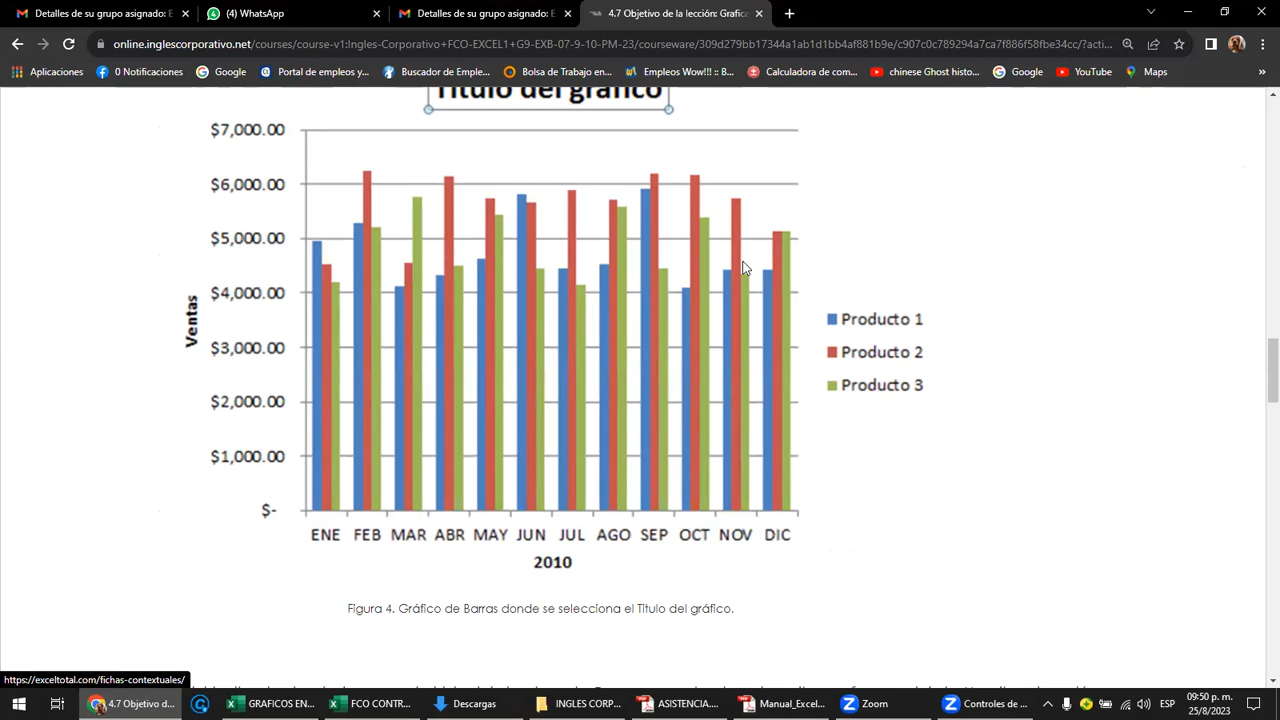 Detalles de su grupo asignado: E
(4) WhatsApp
Detalles de su grupo asignado: E
4.7 Objetivo de la lección: Grafica
online.inglescorporativo.net/courses/course-v1:Ingles-Corporativo+FCO-EXCEL1+G9-EXB-07-9-10-PM-23/courseware/309d279bb17344a1ab1d1bb4af881b9e/c907c0c789294a7ca7f886f58fbe34cc/?acti...
Aplicaciones
0 Notificaciones
Google
Portal de empleos y...
Buscador de Emple...
Bolsa de Trabajo en...
Empleos Wow!!! :: B...
Calculadora de com...
chinese Ghost histo...
Google
YouTube
Maps
»
Título del gráfico
$7,000.00
$6,000.00
$5,000.00
$4,000.00
$3,000.00
$2,000.00
$1,000.00
$-
Ventas
Producto 1
Producto 2
Producto 3
ENE FEB MAR ABR MAY JUN JUL AGO SEP OCT NOV DIC
2010
Figura 4. Gráfico de Barras donde se selecciona el Titulo del gráfico.
https://exceltotal.com/fichas-contextuales/
4.7 Objetivo d...
GRAFICOS EN...
FCO CONTR...
Descargas
INGLES CORP...
ASISTENCIA....
Manual_Excel...
Zoom
Controles de ...
ESP
09:50 p. m.
25/8/2023